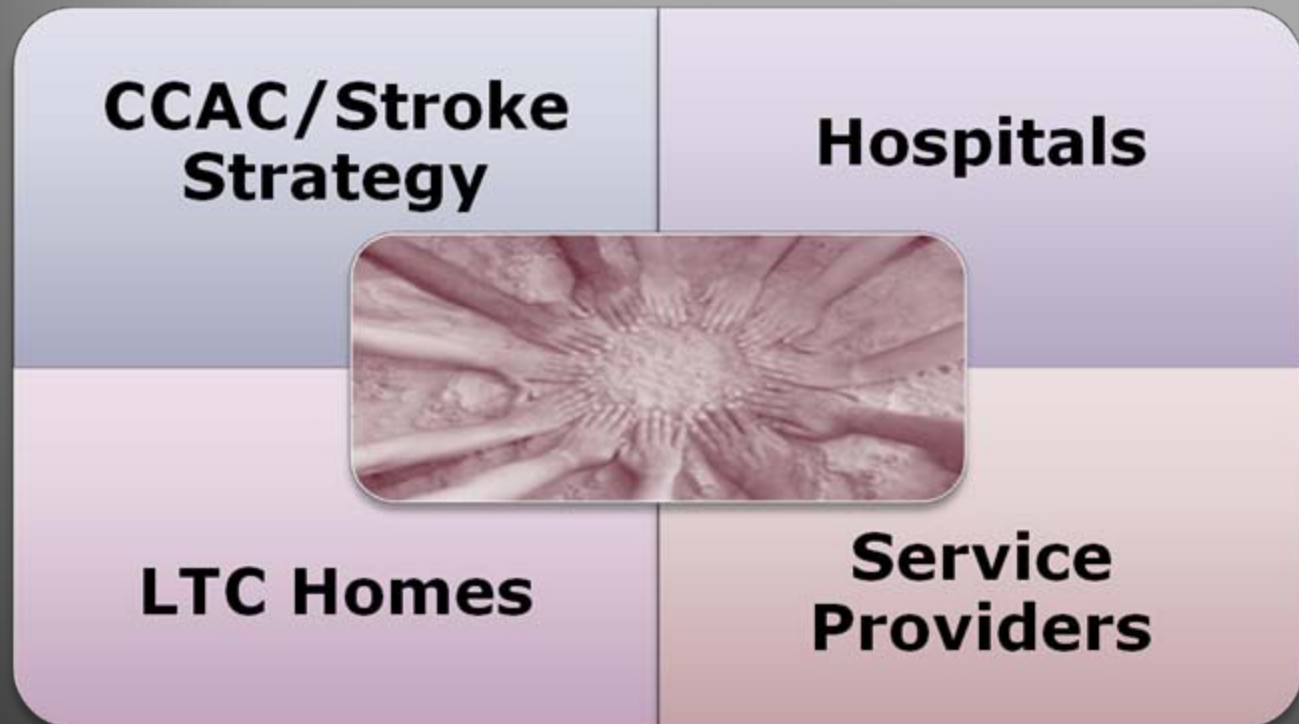 CCAC/Stroke
Strategy
Hospitals
LTC Homes
Service
Providers